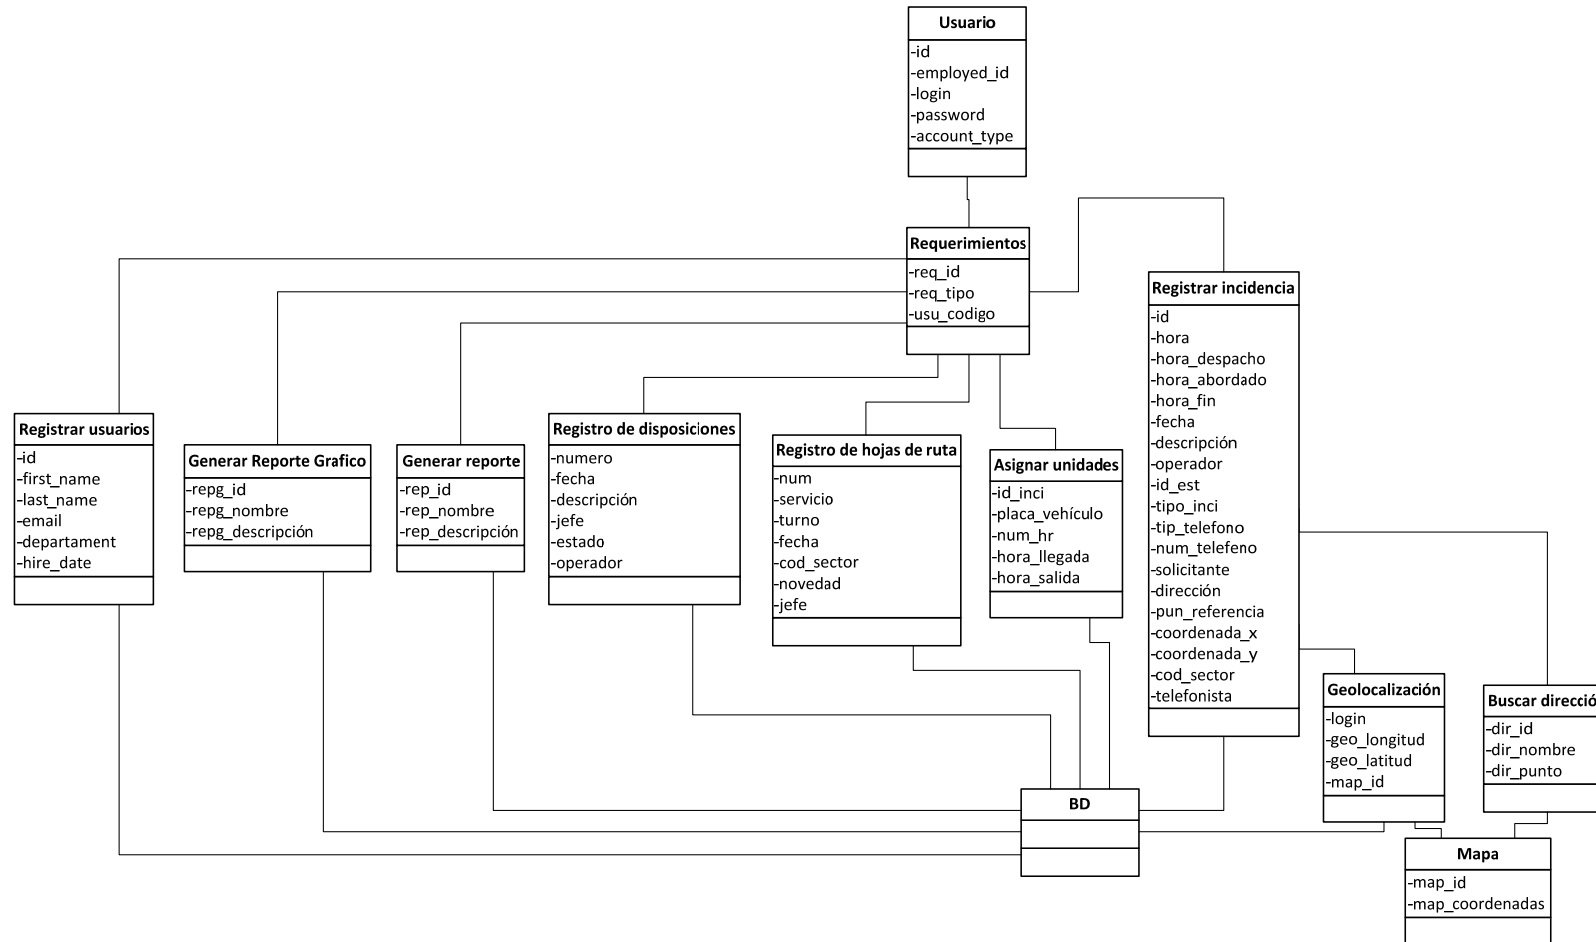 Usuario
-id
-employed_id
-login
-password
-account_type
Requerimientos
-req_id
-req_tipo
-usu_codigo
Registrar incidencia
-id
-hora
-hora_despacho
-hora_abordado
-hora_fin
-fecha
-descripción
-operador
-id_est
-tipo_inci
-tip_telefono
-num_telefeno
-solicitante
-dirección
-pun_referencia
-coordenada_x
-coordenada_y
-cod_sector
-telefonista
Registrar usuarios
-id
-first_name
-last_name
-email
-departament
-hire_date
Generar Reporte Grafico
-repg_id
-repg_nombre
-repg_descripción
Generar reporte
-rep_id
-rep_nombre
-rep_descripción
Registro de disposiciones
-numero
-fecha
-descripción
-jefe
-estado
-operador
Registro de hojas de ruta
-num
-servicio
-turno
-fecha
-cod_sector
-novedad
-jefe
Asignar unidades
-id_inci
-placa_vehículo
-num_hr
-hora_llegada
-hora_salida
Geolocalización
-login
-geo_longitud
-geo_latitud
-map_id
Buscar direcció
-dir_id
-dir_nombre
-dir_punto
BD
Mapa
-map_id
-map_coordenadas